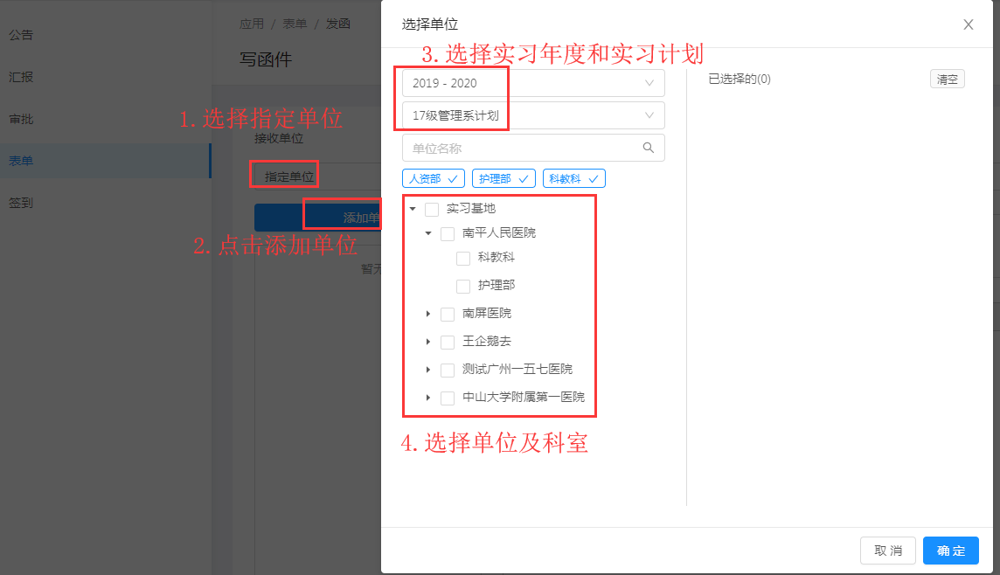 公告
汇报
审批
表单
签到
应用 / 表单 / 发函
写函件
1.选择指定单位
接收单位
指定单位
添加单
2.点击添加单位
暂无
选择单位
3.选择实习年度和实习计划
2019 - 2020
17级管理系计划
单位名称
人资部 护理部 科教科
实习基地
南平人民医院
科教科
护理部
南屏医院
王企鹅去
测试广州一五七医院
中山大学附属第一医院
4.选择单位及科室
已选择的(0)
清空
取 消
确 定